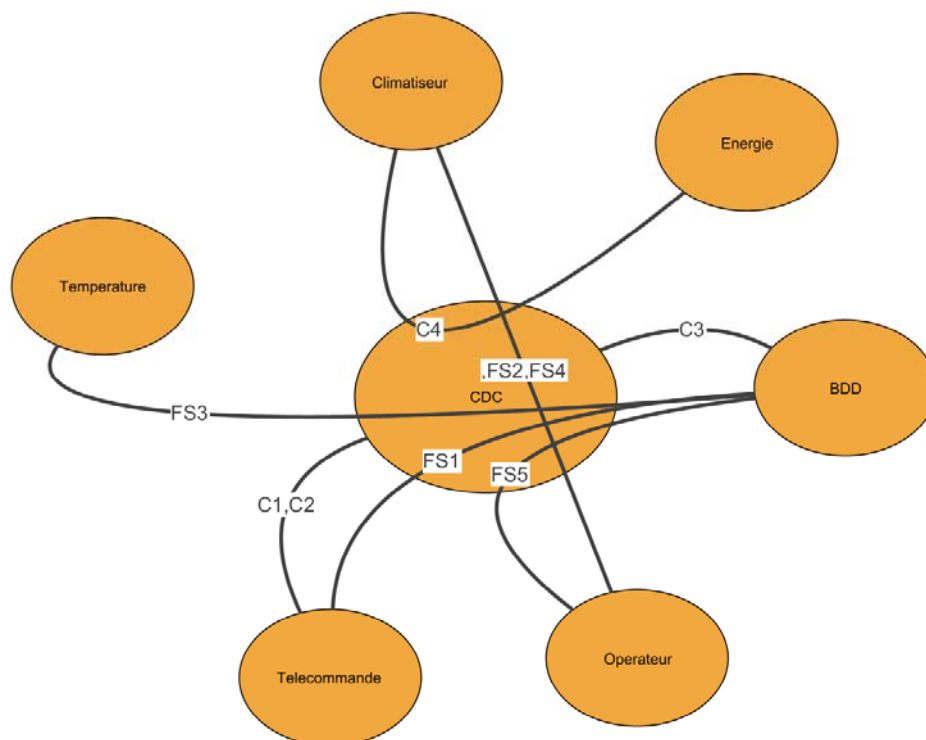 Climatiseur
Energie
Temperature
C4
C3
,FS2,FS4
BDD
CDC
FS3
FS1
FS5
C1,C2
Operateur
Telecommande